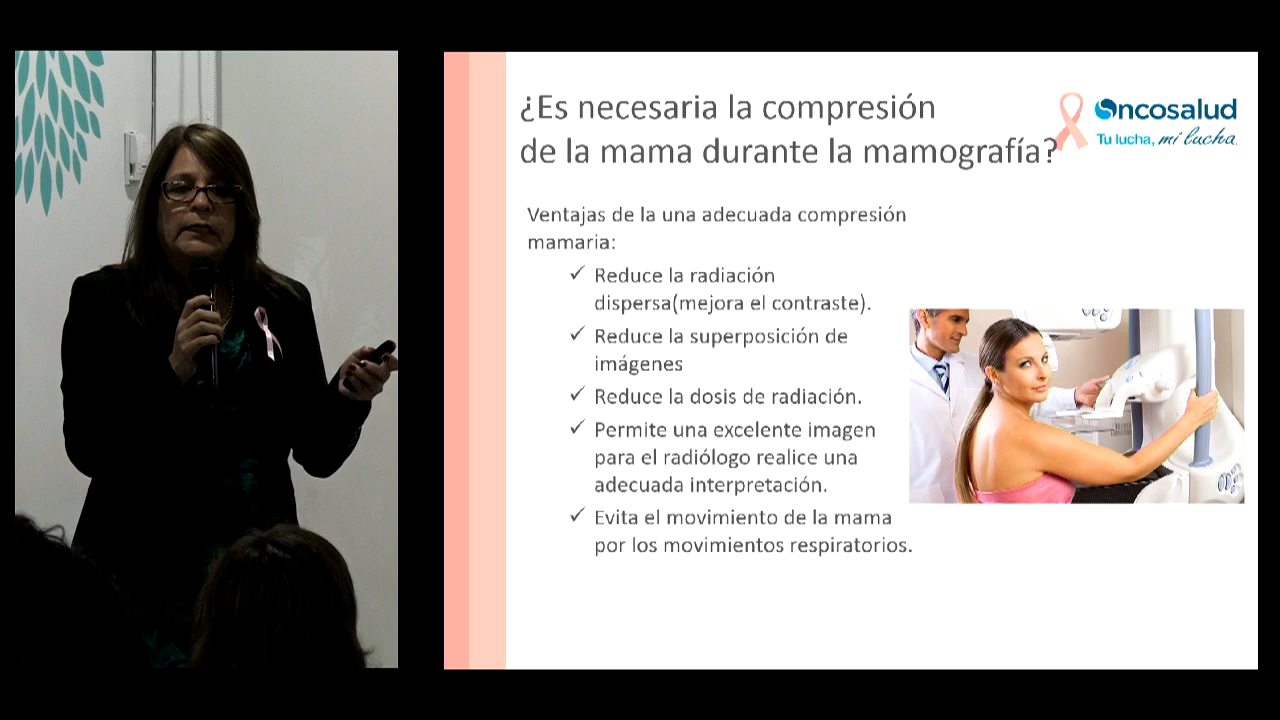 ¿Es necesaria la compresión
de la mama durante la mamografía?
Oncosalud
Tu lucha, mi lucha.
Ventajas de la una adecuada compresión
mamaria:
✓ Reduce la radiación
dispersa(mejora el contraste).
✓ Reduce la superposición de
imágenes
✓ Reduce la dosis de radiación.
✓ Permite una excelente imagen
para el radiólogo realice una
adecuada interpretación.
✓ Evita el movimiento de la mama
por los movimientos respiratorios.